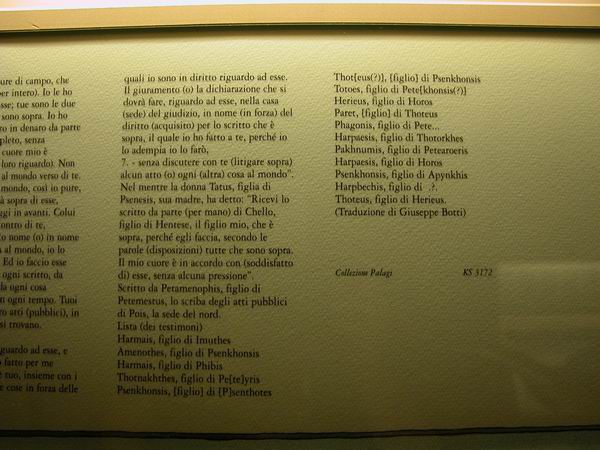 ure di campo, che
per intero). Io le ho
esse; tue sono le due
sono sopra. Io ho
ro in denaro da parte
pleto, senza
cuore mio è
loro riguardo). Non
al mondo verso di te.
mondo, così io pure,
à sopra di esse,
ggi in avanti. Colui
ontro di te,
to nome (o) in nome
a al mondo, io lo
Ed io faccio esse
ogni scritto, da
da ogni cosa
n ogni tempo. Tuoi
ro atti (pubblici), in
si trovano.
guardo ad esse, e
o fatto per me
è tuo, insieme con i
e cose in forza delle
quali io sono in diritto riguardo ad esse.
Il giuramento (o) la dichiarazione che si
dovrà fare, riguardo ad esse, nella casa
(sede) del giudizio, in nome (in forza) del
diritto (acquisito) per lo scritto che è
sopra, il quale io ho fatto a te, perché io
lo adempia io lo farò,
7. - senza discutere con te (litigare sopra)
alcun atto (o) ogni (altra) cosa al mondo".
Nel mentre la donna Tatus, figlia di
Psenesis, sua madre, ha detto: "Ricevi lo
scritto da parte (per mano) di Chello,
figlio di Hentese, il figlio mio, che è
sopra, perché egli faccia, secondo le
parole (disposizioni) tutte che sono sopra.
Il mio cuore è in accordo con (soddisfatto
di) esse, senza alcuna pressione".
Scritto da Petamenophis, figlio di
Petemestus, lo scriba degli atti pubblici
di Pois, la sede del nord.
Lista (dei testimoni)
Harmais, figlio di Imuthes
Amenothes, figlio di Psenkhonsis
Harmais, figlio di Phibis
Thotnakhthes, figlio di Pe[te]yris
Psenkhonsis, [figlio] di [P]senthotes
Thot[eus(?)], [figlio] di Psenkhonsis
Totoes, figlio di Pete[khonsis(?)]
Herieus, figlio di Horos
Paret, [figlio] di Thoteus
Phagonis, figlio di Pete...
Harpaesis, figlio di Thotorkhes
Pakhnumis, figlio di Petearoeris
Harpaesis, figlio di Horos
Psenkhonsis, figlio di Apynkhis
Harpbechis, figlio di .?.
Thoteus, figlio di Herieus.
(Traduzione di Giuseppe Botti)
Collezione Palagi KS 3172